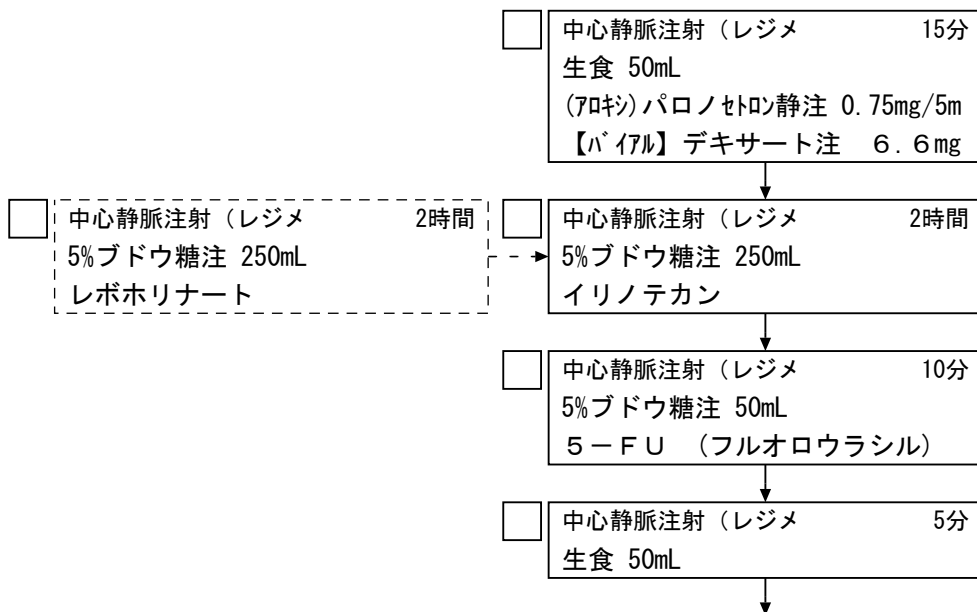 中心静脈注射（レジメ 15分
生食 50mL
(ｱﾛｷｼ)パロノｾﾄﾛﾝ静注 0.75mg/5m
【ﾊﾞｲｱﾙ】デキサート注 ６.６mg
中心静脈注射（レジメ 2時間
5%ブドウ糖注 250mL
レボホリナート
中心静脈注射（レジメ 2時間
5%ブドウ糖注 250mL
イリノテカン
中心静脈注射（レジメ 10分
5%ブドウ糖注 50mL
５－ＦＵ （フルオロウラシル）
中心静脈注射（レジメ 5分
生食 50mL